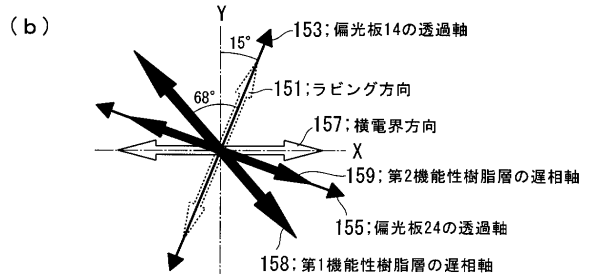 (b)
Y
153;偏光板14の透過軸
15°
151;ラビング方向
68°
157;横電界方向
X
159;第2機能性樹脂層の遅相軸
155;偏光板24の透過軸
158;第1機能性樹脂層の遅相軸